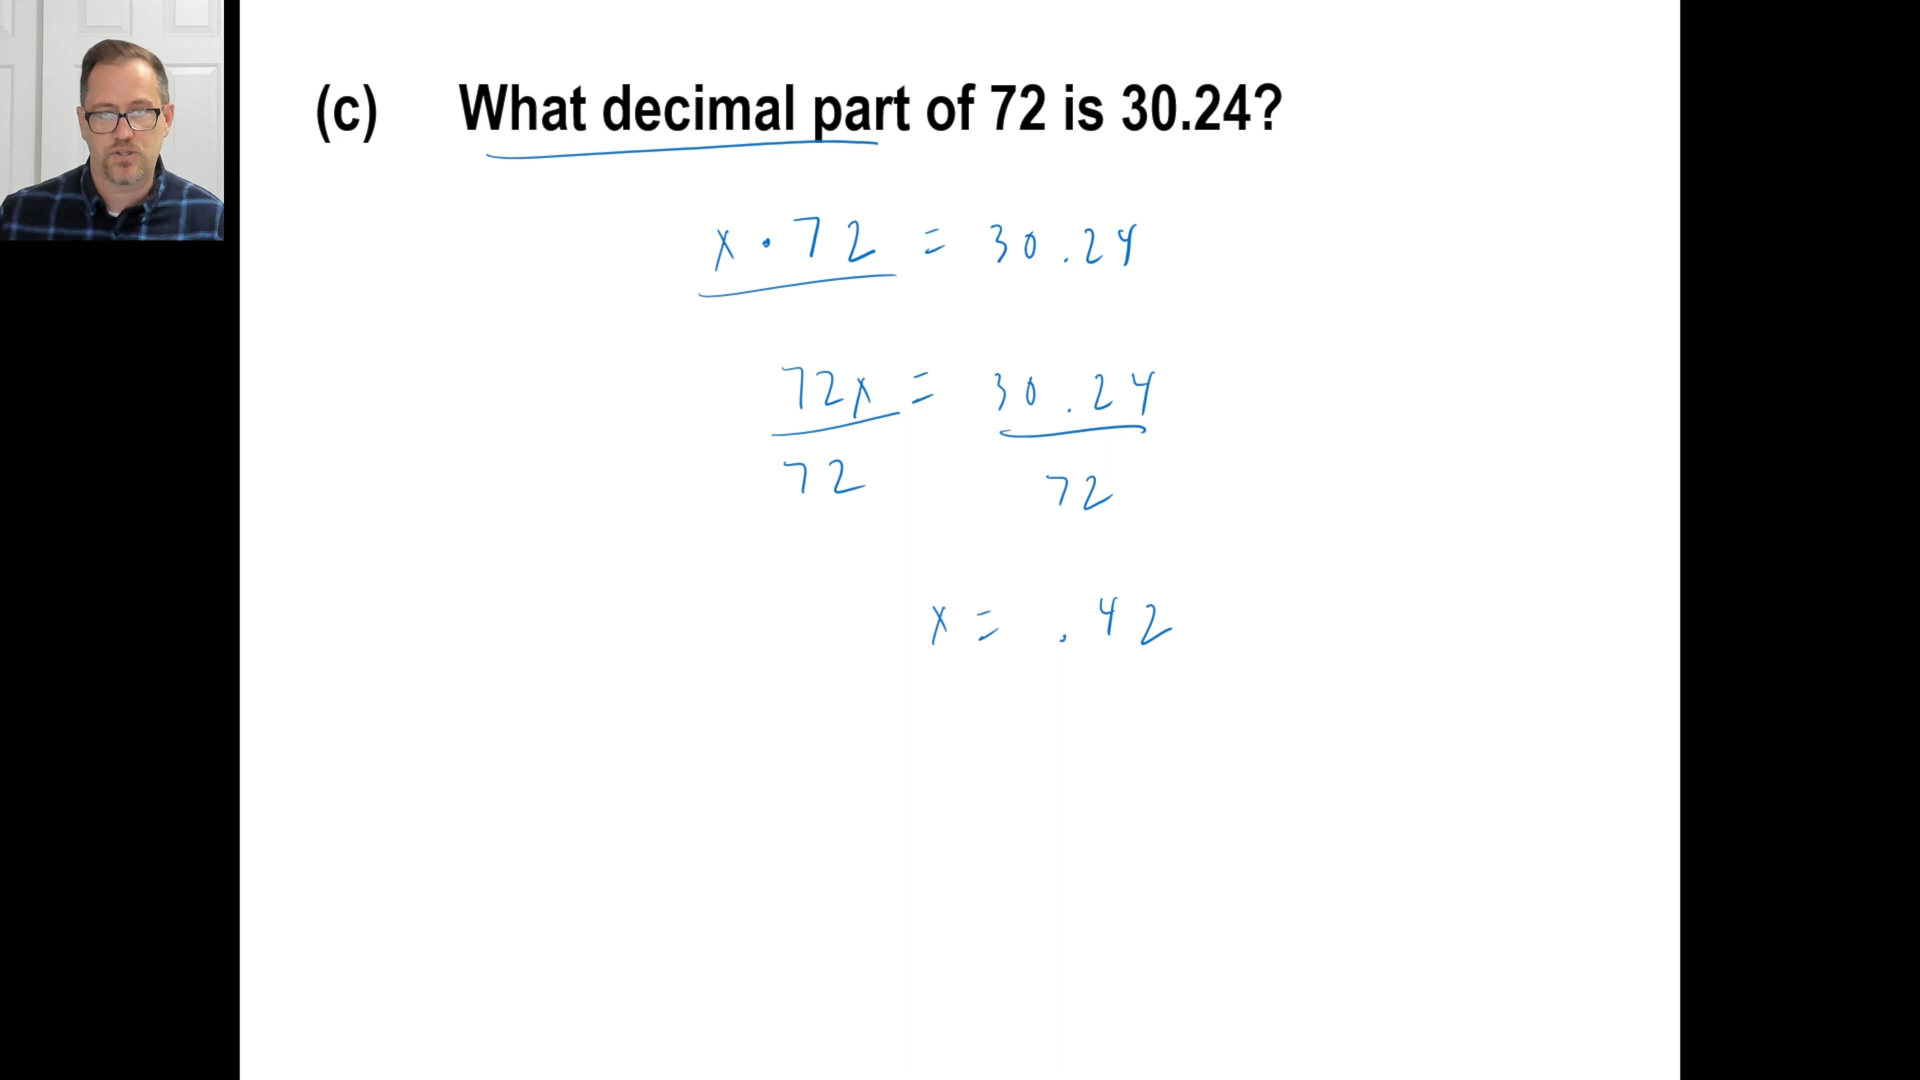 (c) What decimal part of 72 is 30.24?
x · 72 = 30.24
72x = 30.24
72 72
x = .42